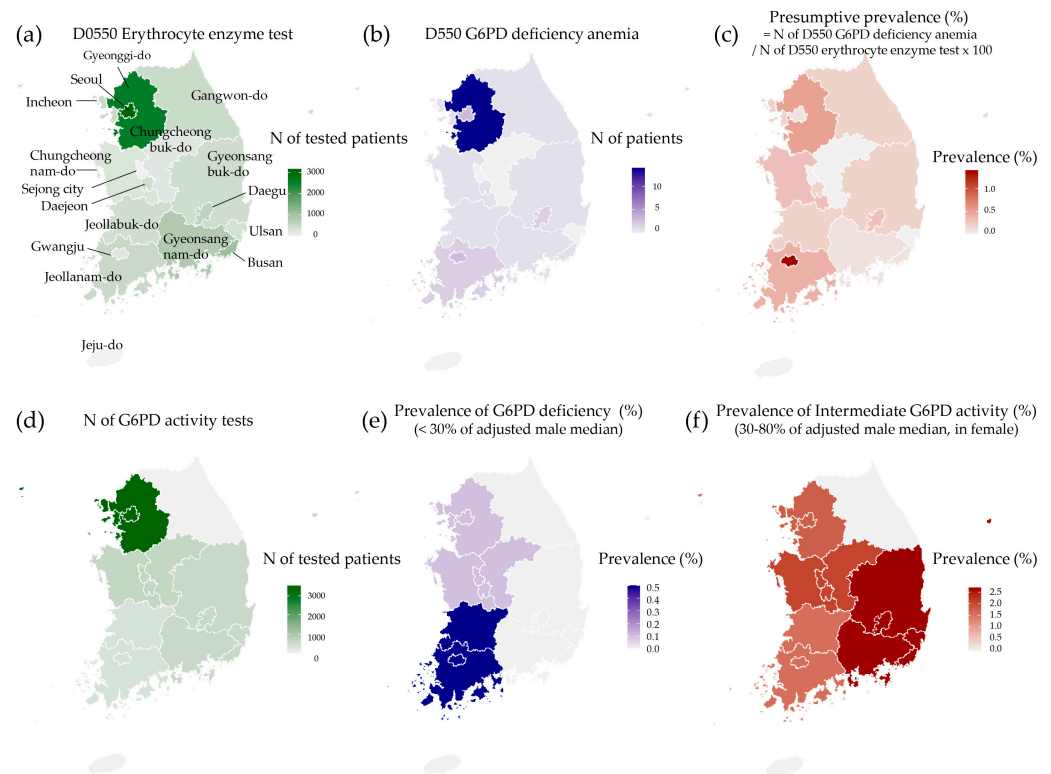 (a)
D0550 Erythrocyte enzyme test
Gyeonggi-do
Seoul
Incheon
Gangwon-do
Chungcheong
buk-do
Chungcheong
nam-do
Sejong city
Daejeon
Gyeonsang
buk-do
Daegu
Jeollabuk-do
Ulsan
Gwangju
Gyeonsang
nam-do
Busan
Jeollanam-do
Jeju-do
N of tested patients
3000
2000
1000
0
(b)
D550 G6PD deficiency anemia
N of patients
10
5
0
(c)
Presumptive prevalence (%)
= N of D550 G6PD deficiency anemia
/ N of D550 erythrocyte enzyme test x 100
Prevalence (%)
1.0
0.5
0.0
(d)
N of G6PD activity tests
N of tested patients
3000
2000
1000
0
(e)
Prevalence of G6PD deficiency (%)
(< 30% of adjusted male median)
Prevalence (%)
0.5
0.4
0.3
0.2
0.1
0.0
(f)
Prevalence of Intermediate G6PD activity (%)
(30-80% of adjusted male median, in female)
Prevalence (%)
2.5
2.0
1.5
1.0
0.5
0.0